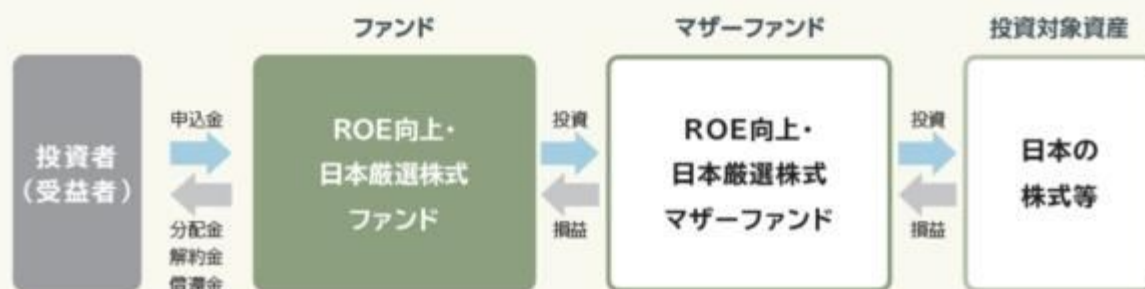 ファンド
マザーファンド
投資対象資産
投資者
（受益者）
申込金
分配金
解約金
償還金
ROE向上・
日本厳選株式
ファンド
投資
損益
ROE向上・
日本厳選株式
マザーファンド
投資
損益
日本の
株式等